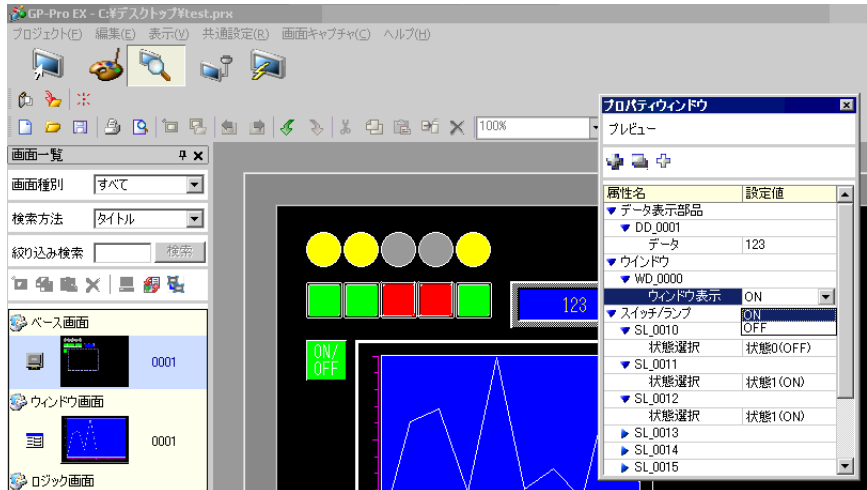 GP-Pro EX - C:¥デスクトップ¥test.prx
プロジェクト(F) 編集(E) 表示(V) 共通設定(R) 画面キャプチャ(C) ヘルプ(H)
100%
画面一覧
画面種別 すべて
検索方法 タイトル
絞り込み検索 検索
ベース画面
0001
ウィンドウ画面
0001
ロジック画面
123
ON/
OFF
プロパティウィンドウ
プレビュー
属性名 設定値
データ表示部品
DD_0001
データ 123
ウインドウ
WD_0000
ウィンドウ表示 ON
ON
OFF
スイッチ/ランプ
SL_0010
状態選択 状態0(OFF)
SL_0011
状態選択 状態1(ON)
SL_0012
状態選択 状態1(ON)
SL_0013
SL_0014
SL_0015